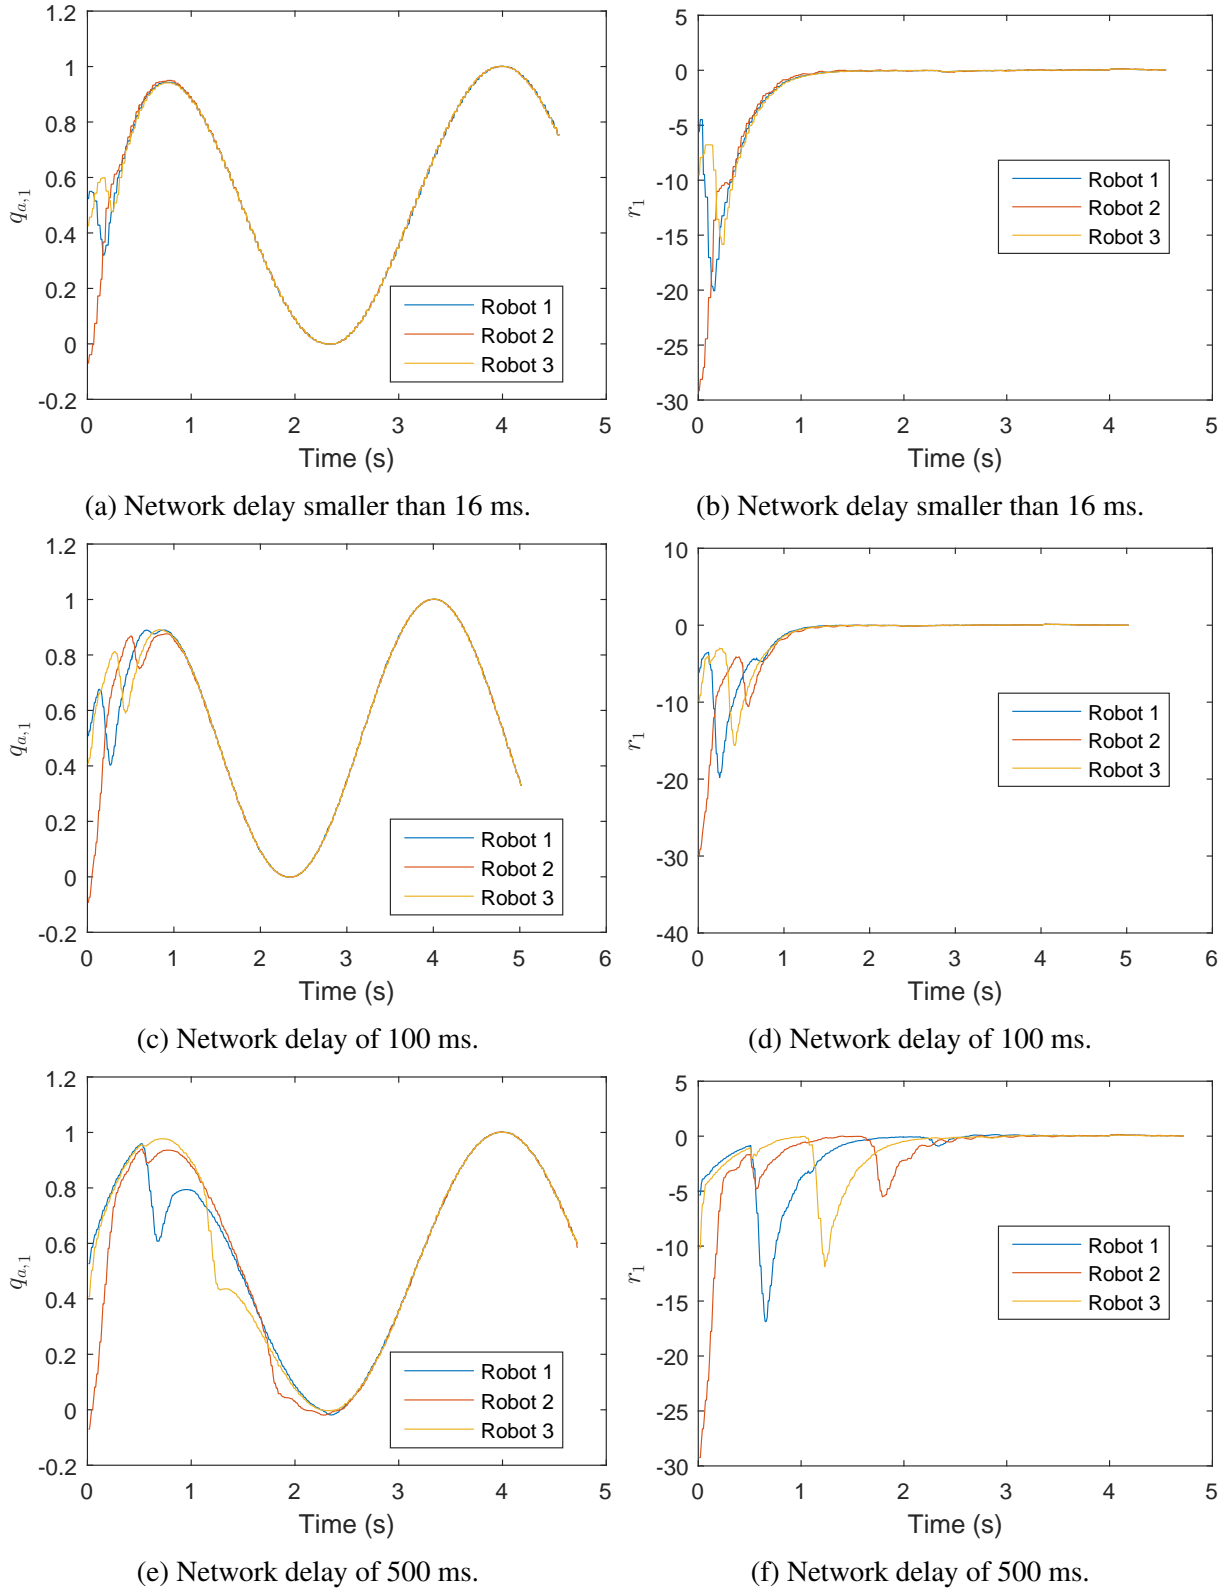 1.2
1
0.8
0.6
0.4
0.2
0
-0.2
q_{a,1}
0 1 2 3 4 5
Time (s)
Robot 1
Robot 2
Robot 3
(a) Network delay smaller than 16 ms.
5
0
-5
-10
-15
-20
-25
-30
r_1
0 1 2 3 4 5
Time (s)
Robot 1
Robot 2
Robot 3
(b) Network delay smaller than 16 ms.
1.2
1
0.8
0.6
0.4
0.2
0
-0.2
q_{a,1}
0 1 2 3 4 5 6
Time (s)
Robot 1
Robot 2
Robot 3
(c) Network delay of 100 ms.
10
0
-10
-20
-30
-40
r_1
0 1 2 3 4 5 6
Time (s)
Robot 1
Robot 2
Robot 3
(d) Network delay of 100 ms.
1.2
1
0.8
0.6
0.4
0.2
0
-0.2
q_{a,1}
0 1 2 3 4 5
Time (s)
Robot 1
Robot 2
Robot 3
(e) Network delay of 500 ms.
5
0
-5
-10
-15
-20
-25
-30
r_1
0 1 2 3 4 5
Time (s)
Robot 1
Robot 2
Robot 3
(f) Network delay of 500 ms.